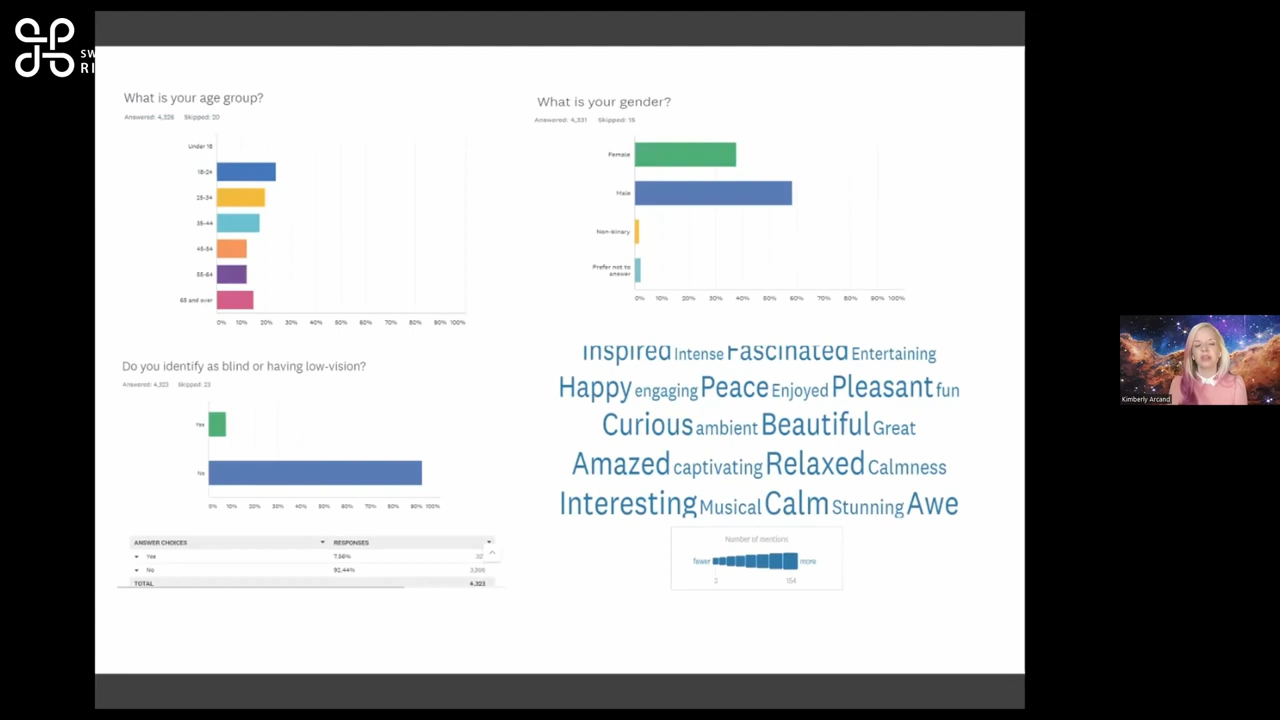 SW
RI
What is your age group?
Answered: 4,326 Skipped: 20
Under 18
18-24
25-34
35-44
45-54
55-64
65 and over
0% 10% 20% 30% 40% 50% 60% 70% 80% 90% 100%
What is your gender?
Answered: 4,331 Skipped: 15
Female
Male
Non-binary
Prefer not to
answer
0% 10% 20% 30% 40% 50% 60% 70% 80% 90% 100%
Do you identify as blind or having low-vision?
Answered: 4,323 Skipped: 23
Yes
No
0% 10% 20% 30% 40% 50% 60% 70% 80% 90% 100%
ANSWER CHOICES RESPONSES
Yes 7.56%
No 92.44%
TOTAL 4,323
Inspired Intense Fascinated Entertaining
Happy engaging Peace Enjoyed Pleasant fun
Curious ambient Beautiful Great
Amazed captivating Relaxed Calmness
Interesting Musical Calm Stunning Awe
Number of mentions
fewer more
2 154
Kimberly Arcand